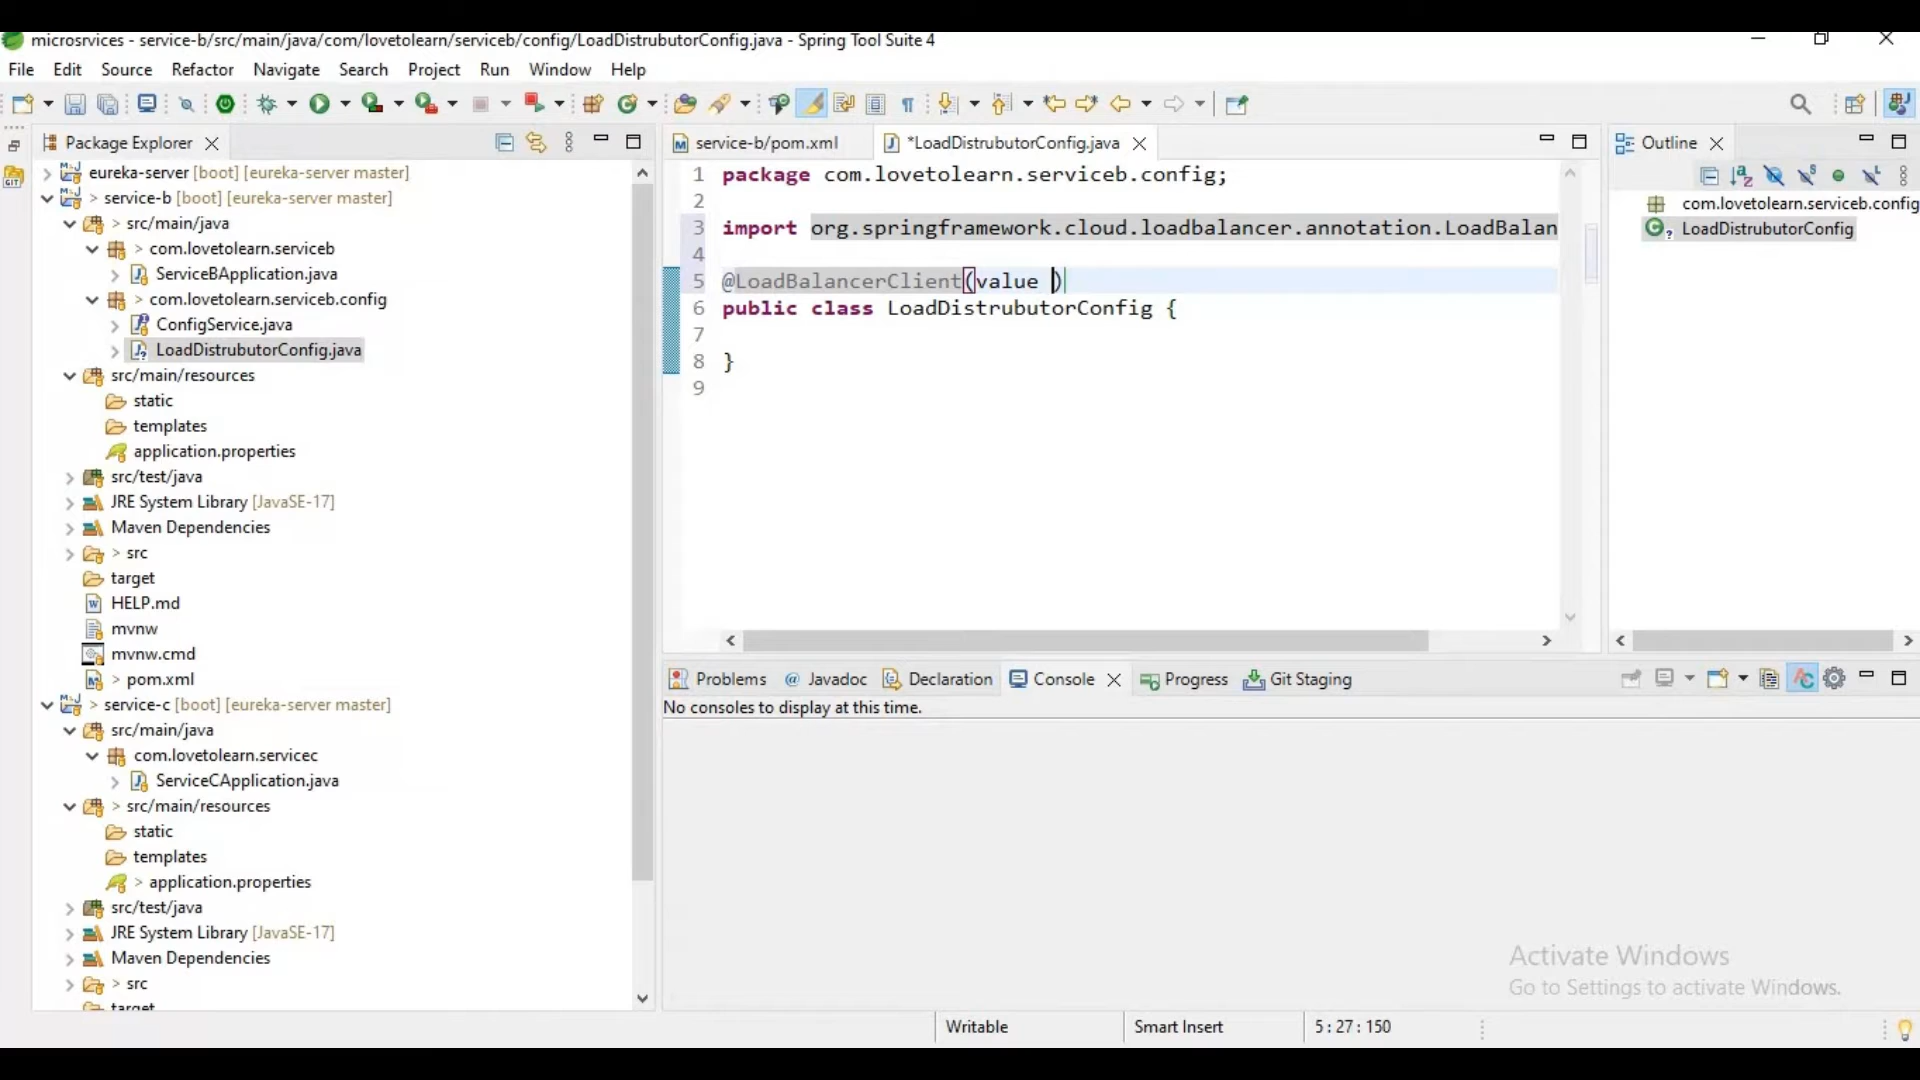 microsrvices - service-b/src/main/java/com/lovetolearn/serviceb/config/LoadDistrubutorConfig.java - Spring Tool Suite 4
File Edit Source Refactor Navigate Search Project Run Window Help
Package Explorer
eureka-server [boot] [eureka-server master]
> service-b [boot] [eureka-server master]
> src/main/java
> com.lovetolearn.serviceb
> ServiceBApplication.java
> com.lovetolearn.serviceb.config
ConfigService.java
LoadDistrubutorConfig.java
src/main/resources
static
templates
application.properties
src/test/java
JRE System Library [JavaSE-17]
Maven Dependencies
> src
target
HELP.md
mvnw
mvnw.cmd
> pom.xml
> service-c [boot] [eureka-server master]
src/main/java
com.lovetolearn.servicec
ServiceCApplication.java
> src/main/resources
static
templates
> application.properties
src/test/java
JRE System Library [JavaSE-17]
Maven Dependencies
> src
target
service-b/pom.xml
*LoadDistrubutorConfig.java
1 package com.lovetolearn.serviceb.config;
2
3 import org.springframework.cloud.loadbalancer.annotation.LoadBalan
4
5 @LoadBalancerClient(value )
6 public class LoadDistrubutorConfig {
7
8 }
9
Outline
com.lovetolearn.serviceb.config
LoadDistrubutorConfig
Problems @ Javadoc Declaration Console Progress Git Staging
No consoles to display at this time.
Activate Windows
Go to Settings to activate Windows.
Writable Smart Insert 5 : 27 : 150